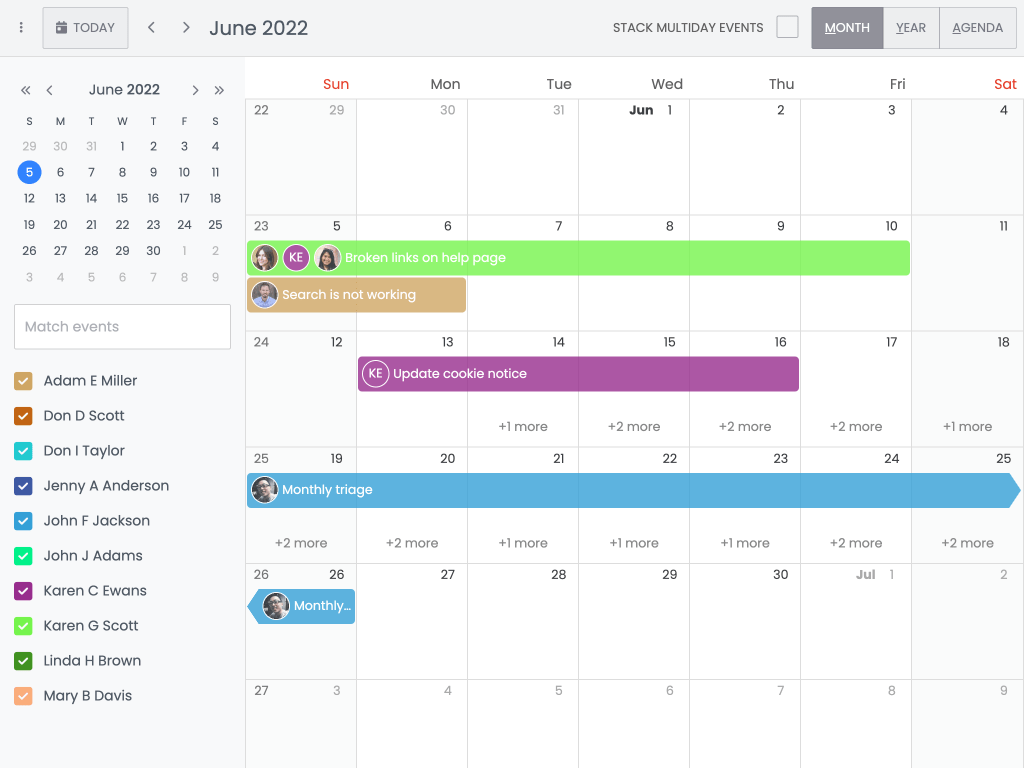 TODAY
June 2022
STACK MULTIDAY EVENTS
MONTH YEAR AGENDA
June 2022
S M T W T F S
29 30 31 1 2 3 4
5 6 7 8 9 10 11
12 13 14 15 16 17 18
19 20 21 22 23 24 25
26 27 28 29 30 1 2
3 4 5 6 7 8 9
Match events
Adam E Miller
Don D Scott
Don I Taylor
Jenny A Anderson
John F Jackson
John J Adams
Karen C Ewans
Karen G Scott
Linda H Brown
Mary B Davis
Sun Mon Tue Wed Thu Fri Sat
22 29 30 31 Jun 1 2 3 4
23 5 6 7 8 9 10 11
KE Broken links on help page
Search is not working
24 12 13 14 15 16 17 18
KE Update cookie notice
+1 more +2 more +2 more +2 more +1 more
25 19 20 21 22 23 24 25
Monthly triage
+2 more +2 more +1 more +1 more +1 more +2 more +2 more
26 26 27 28 29 30 Jul 1 2
Monthly...
27 3 4 5 6 7 8 9